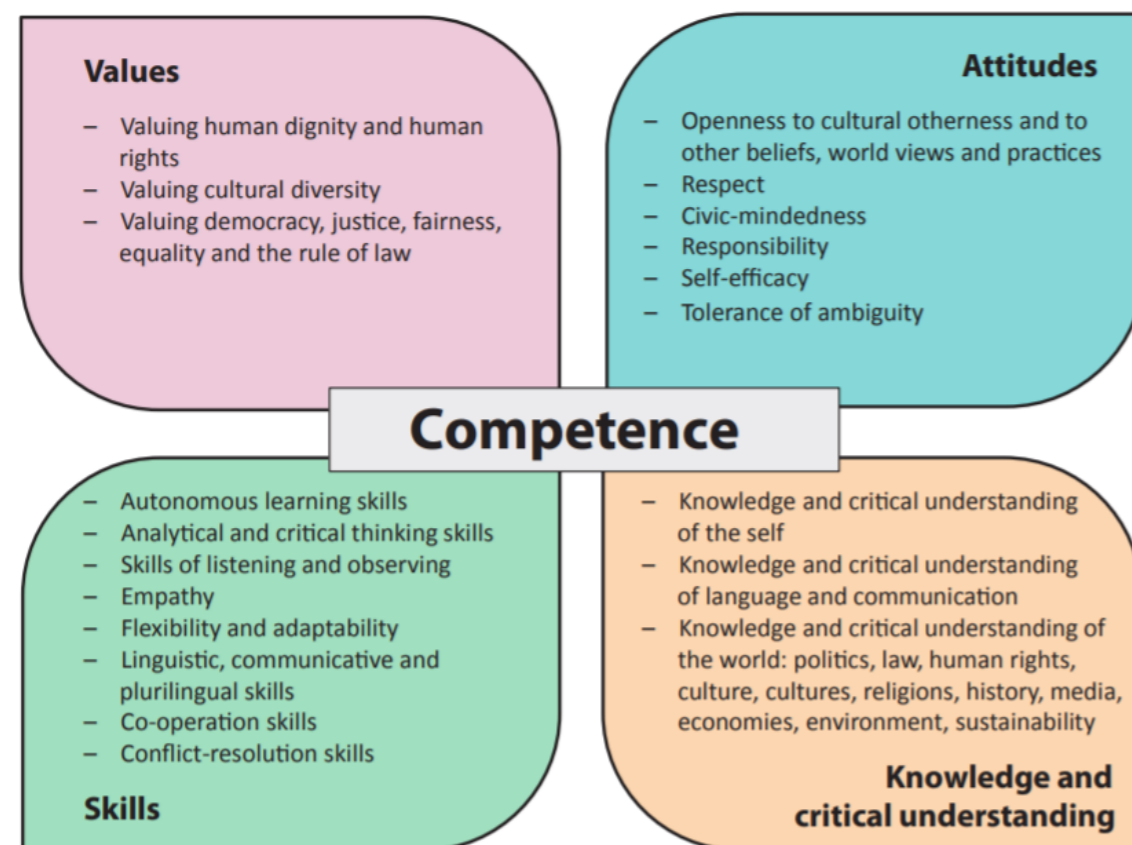 Values
– Valuing human dignity and human
rights
– Valuing cultural diversity
– Valuing democracy, justice, fairness,
equality and the rule of law
Attitudes
– Openness to cultural otherness and to
other beliefs, world views and practices
– Respect
– Civic-mindedness
– Responsibility
– Self-efficacy
– Tolerance of ambiguity
Competence
– Autonomous learning skills
– Analytical and critical thinking skills
– Skills of listening and observing
– Empathy
– Flexibility and adaptability
– Linguistic, communicative and
plurilingual skills
– Co-operation skills
– Conflict-resolution skills
Skills
– Knowledge and critical understanding
of the self
– Knowledge and critical understanding
of language and communication
– Knowledge and critical understanding of
the world: politics, law, human rights,
culture, cultures, religions, history, media,
economies, environment, sustainability
Knowledge and
critical understanding